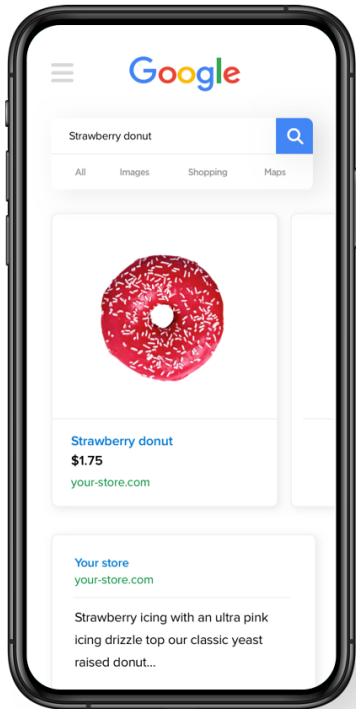 Google
Strawberry donut
All Images Shopping Maps
Strawberry donut
$1.75
your-store.com
Your store
your-store.com
Strawberry icing with an ultra pink
icing drizzle top our classic yeast
raised donut...